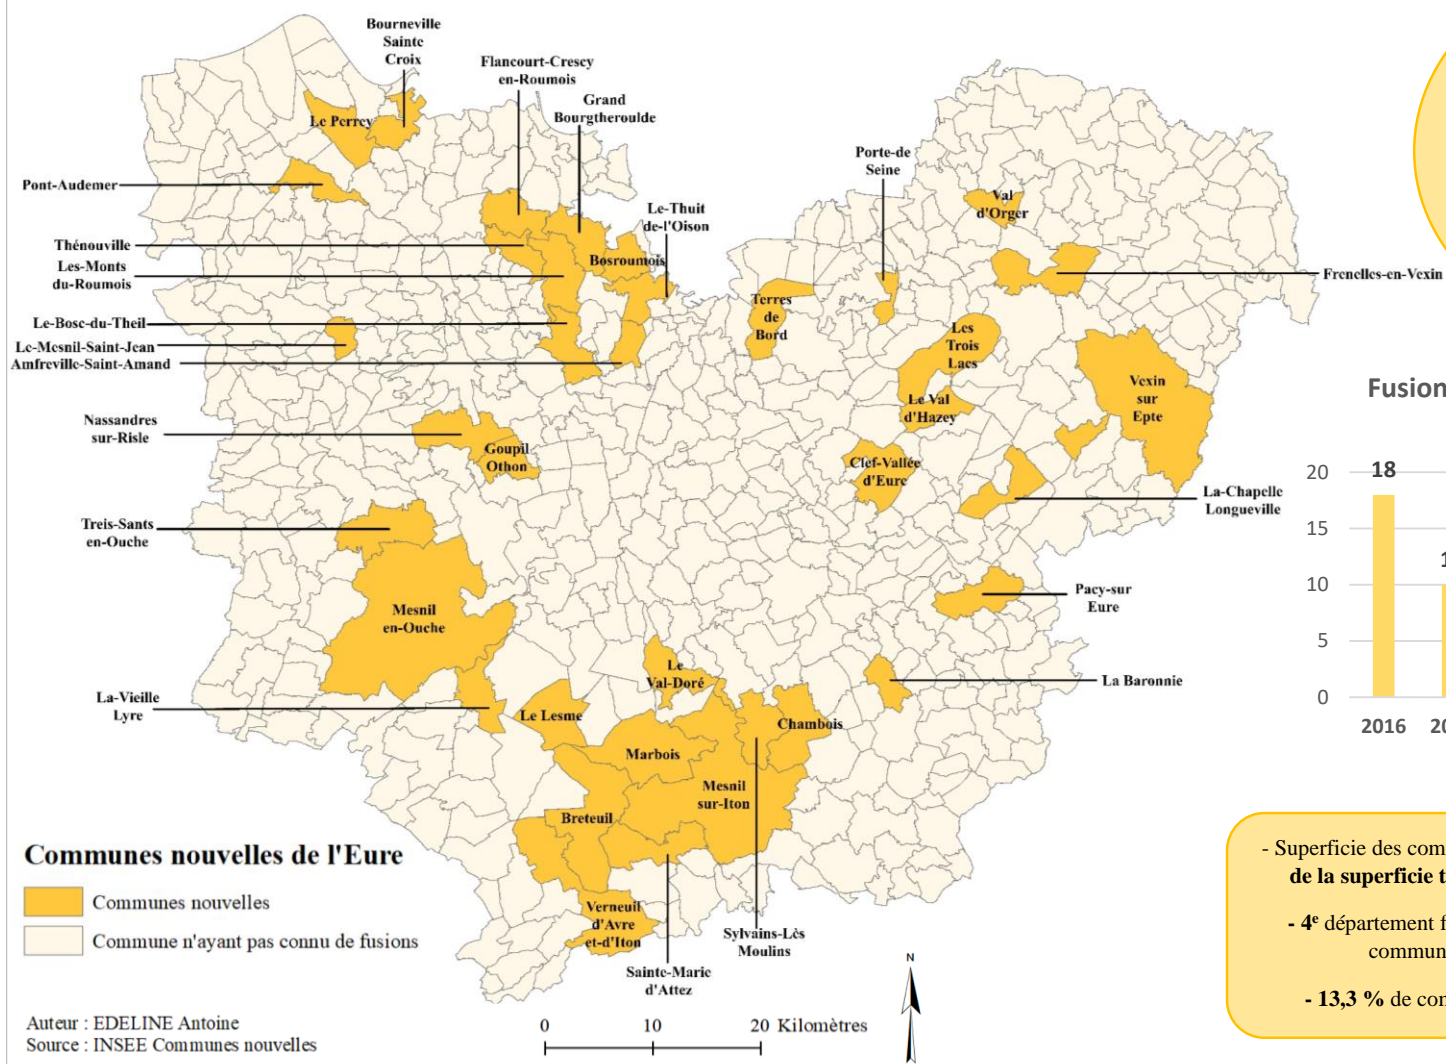 Bourneville
Sainte
Croix
Flancourt-Crescy
en-Roumois
Grand
Bourgtheroulde
Le Perrey
Porte-de
Seine
Pont-Audemer
Val
d'Orger
Le-Thuit
de-l'Oison
Thénouville
Les-Monts
du-Roumois
Bosroumois
Frenelles-en-Vexin
Terres
de
Bord
Le-Bosc-du-Theil
Le-Mesnil-Saint-Jean
Amfreville-Saint-Amand
Les
Trois
Lacs
Vexin
sur
Epte
Le Val
d'Hazey
Nassandres
sur-Risle
Goupil
Othon
Clef-Vallée
d'Eure
La-Chapelle
Longueville
Treis-Sants
en-Ouche
Mesnil
en-Ouche
Pacy-sur
Eure
Le
Val-Doré
La Baronnie
La-Vieille
Lyre
Le Lesme
Chambois
Marbois
Mesnil
sur-Iton
Breteuil
Verneuil
d'Avre
et-d'Iton
Sylvains-Lès
Moulins
Sainte-Marie
d'Attez
Communes nouvelles de l'Eure
Communes nouvelles
Commune n'ayant pas connu de fusions
Auteur : EDELINE Antoine
Source : INSEE Communes nouvelles
0 10 20 Kilomètres
N
Fusion
20
15
10
5
0
18
1
2016 20
- Superficie des com
de la superficie t
- 4e département f
commun
- 13,3 % de con